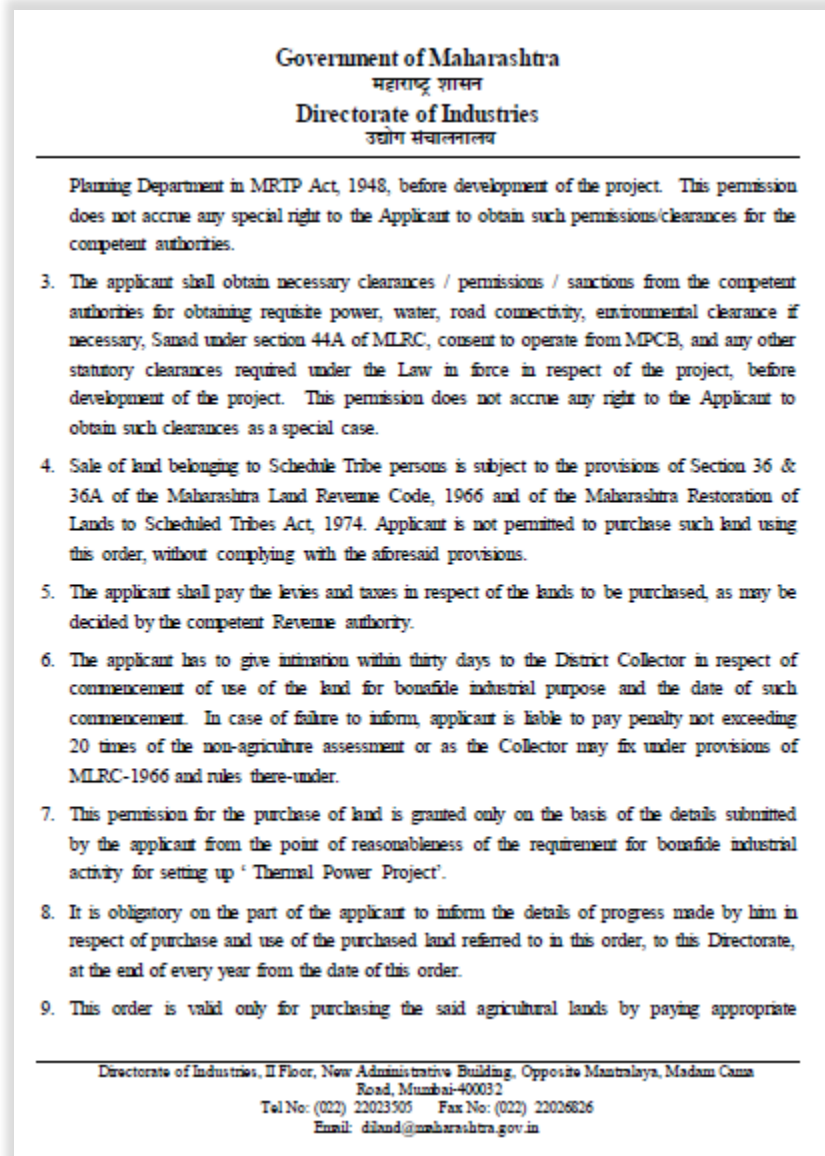 Government of Maharashtra
महाराष्ट्र शासन
Directorate of Industries
उद्योग संचालनालय
Planning Department in MRTP Act, 1948, before development of the project. This permission
does not accrue any special right to the Applicant to obtain such permissions/clearances for the
competent authorities.
3. The applicant shall obtain necessary clearances / permissions / sanctions from the competent
authorities for obtaining requisite power, water, road connectivity, environmental clearance if
necessary, Sanad under section 44A of MLRC, consent to operate from MPCB, and any other
statutory clearances required under the Law in force in respect of the project, before
development of the project. This permission does not accrue any right to the Applicant to
obtain such clearances as a special case.
4. Sale of land belonging to Schedule Tribe persons is subject to the provisions of Section 36 &
36A of the Maharashtra Land Revenue Code, 1966 and of the Maharashtra Restoration of
Lands to Scheduled Tribes Act, 1974. Applicant is not permitted to purchase such land using
this order, without complying with the aforesaid provisions.
5. The applicant shall pay the levies and taxes in respect of the lands to be purchased, as may be
decided by the competent Revenue authority.
6. The applicant has to give intimation within thirty days to the District Collector in respect of
commencement of use of the land for bonafide industrial purpose and the date of such
commencement. In case of failure to inform, applicant is liable to pay penalty not exceeding
20 times of the non-agriculture assessment or as the Collector may fix under provisions of
MLRC-1966 and rules there-under.
7. This permission for the purchase of land is granted only on the basis of the details submitted
by the applicant from the point of reasonableness of the requirement for bonafide industrial
activity for setting up ‘ Thermal Power Project’.
8. It is obligatory on the part of the applicant to inform the details of progress made by him in
respect of purchase and use of the purchased land referred to in this order, to this Directorate,
at the end of every year from the date of this order.
9. This order is valid only for purchasing the said agricultural lands by paying appropriate
Directorate of Industries, II Floor, New Administrative Building, Opposite Mantralaya, Madam Cama
Road, Mumbai-400032
Tel No: (022) 22023505 Fax No: (022) 22026826
Email: diland@maharashtra.gov.in